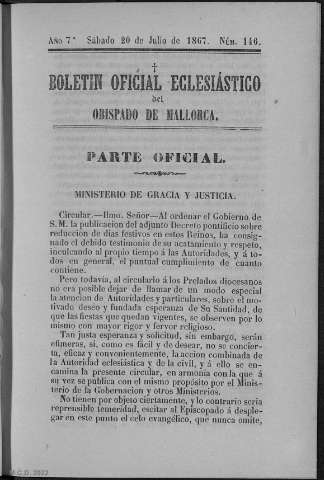 Año 7º Sábado 20 de Julio de 1867. Núm. 146.
BOLETIN OFICIAL ECLESIÁSTICO
del
OBISPADO DE MALLORCA.
PARTE OFICIAL.
MINISTERIO DE GRACIA Y JUSTICIA.
Circular.—Ilmo. Señor—Al ordenar el Gobierno de
S. M. la publicacion del adjunto Decreto pontificio sobre
reduccion de dias festivos en estos Reinos, ha consig-
nado el debido testimonio de su acatamiento y respeto,
inculcando al propio tiempo á las Autoridades, y á to-
dos en general, el puntual cumplimiento de cuanto
contiene.
Pero todavía, al circularlo á los Prelados diocesanos
no era posible dejar de llamar de un modo especial
la atencion de Autoridades y particulares, sobre el mo-
tivado deseo y fundada esperanza de Su Santidad, de
que las fiestas que quedan vigentes, se observen por lo
mismo con mayor rigor y fervor religioso.
Tan justa esperanza y solicitud, sin embargo, serán
efímeras, si, como es fácil y de desear, no se concier-
ta, eficaz y convenientemente, la accion combinada de
la Autoridad eclesiástica y de la civil, y á ello se en-
camina la presente circular, en armonía con la que á
su vez se publica con el mismo propósito por el Minis-
terio de la Gobernacion y otros Ministerios.
No tienen por objeto ciertamente, y lo contrario seria
reprensible temeridad, escitar al Episcopado á desple-
gar en este punto el celo evangélico, que nunca omite,
A.C.D. 2022